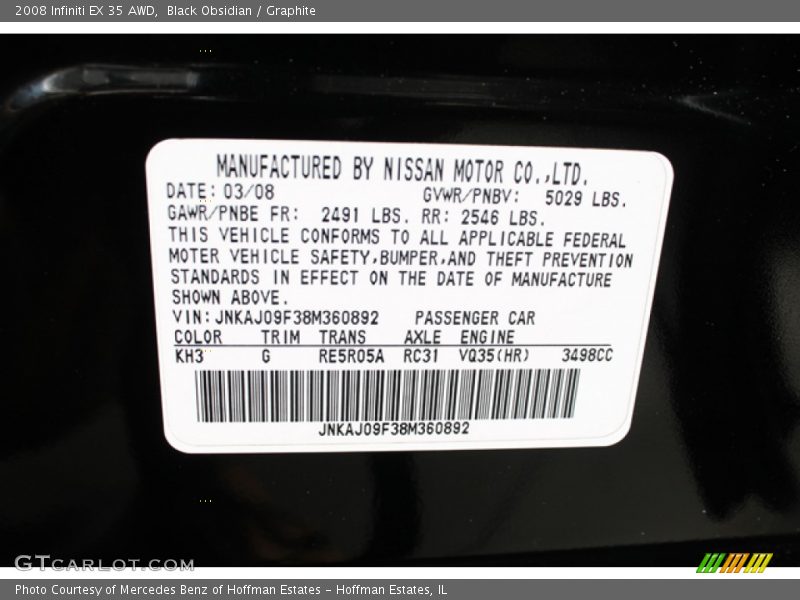 2008 Infiniti EX 35 AWD, Black Obsidian / Graphite
MANUFACTURED BY NISSAN MOTOR CO.,LTD.
DATE: 03/08 GVWR/PNBV: 5029 LBS.
GAWR/PNBE FR: 2491 LBS. RR: 2546 LBS.
THIS VEHICLE CONFORMS TO ALL APPLICABLE FEDERAL
MOTER VEHICLE SAFETY,BUMPER,AND THEFT PREVENTION
STANDARDS IN EFFECT ON THE DATE OF MANUFACTURE
SHOWN ABOVE.
VIN: JNKAJ09F38M360892 PASSENGER CAR
COLOR TRIM TRANS AXLE ENGINE
KH3 G RE5R05A RC31 VQ35(HR) 3498CC
JNKAJ09F38M360892
GTCARLOT.COM
Photo Courtesy of Mercedes Benz of Hoffman Estates - Hoffman Estates, IL